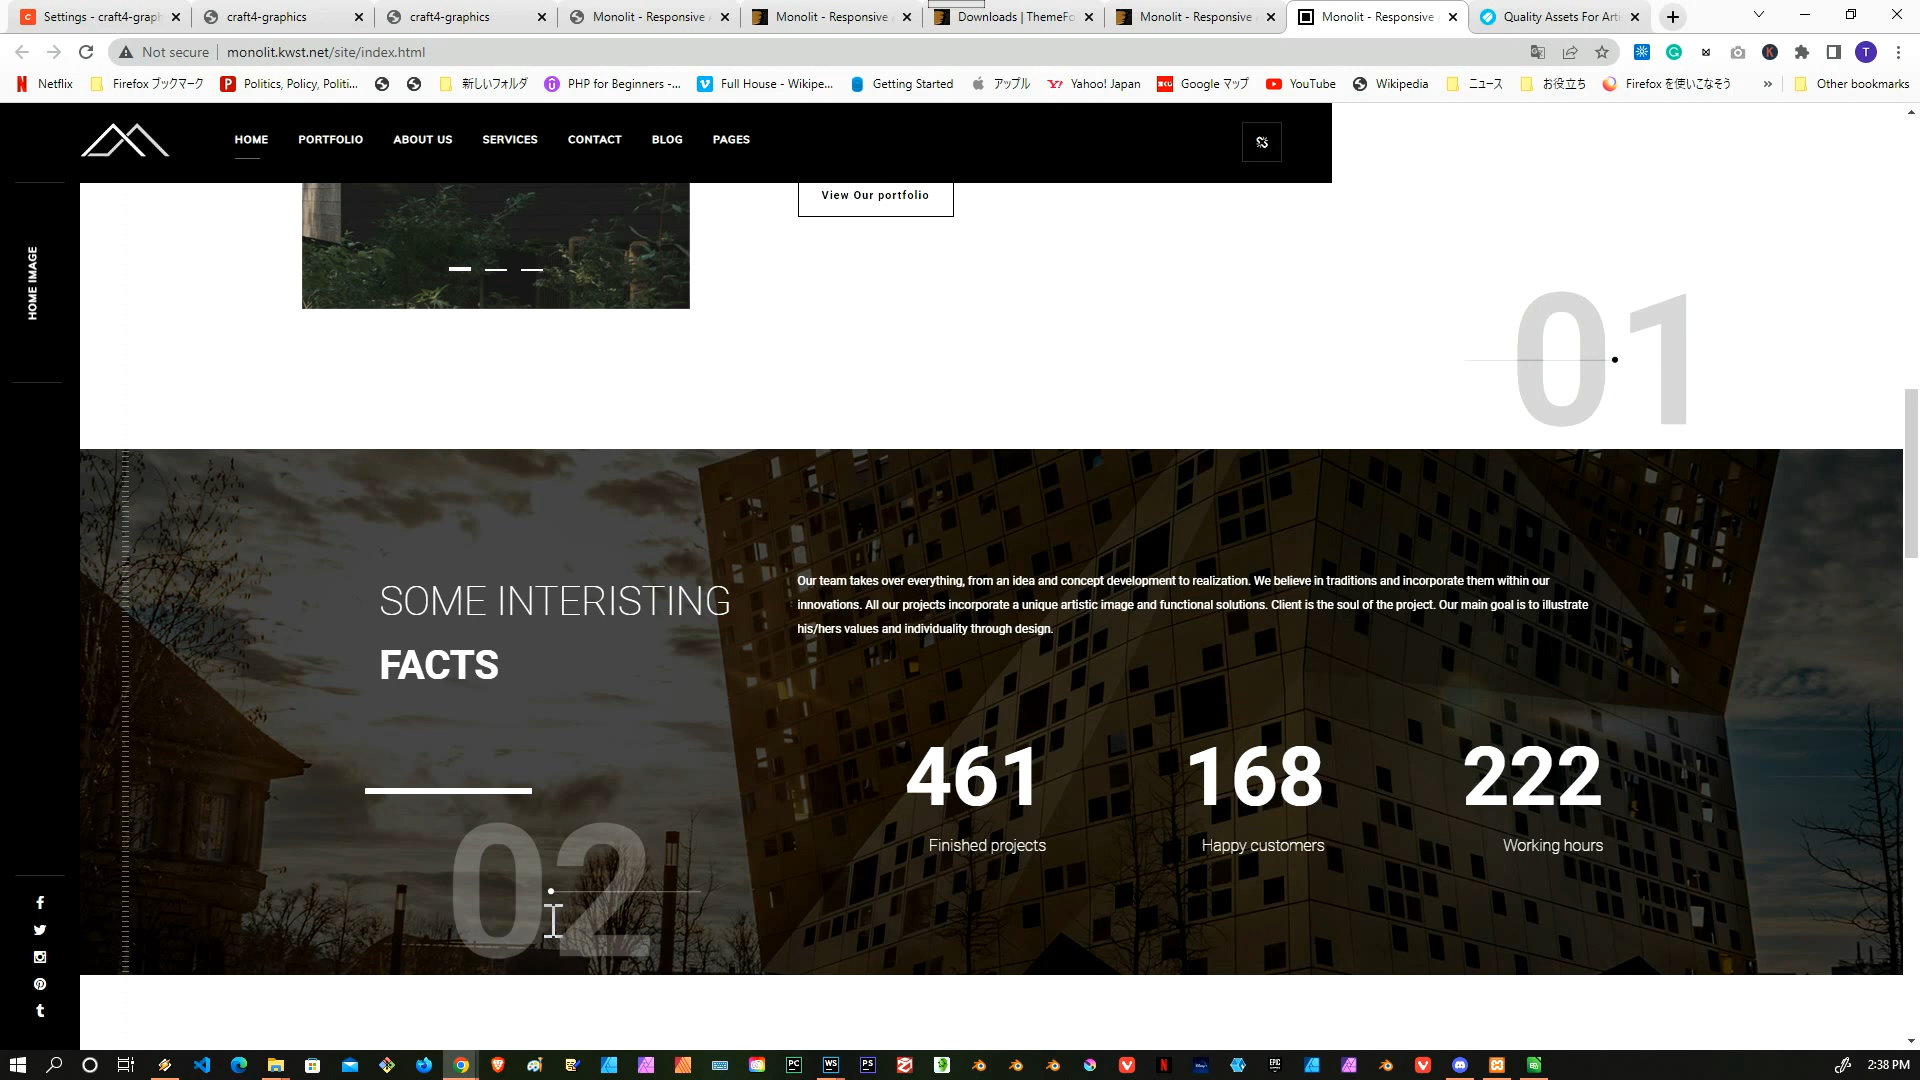 Settings - craft4-graph
craft4-graphics
craft4-graphics
Monolit - Responsive
Monolit - Responsive
Downloads | ThemeFo
Monolit - Responsive
Monolit - Responsive
Quality Assets For Arti
Not secure
monolit.kwst.net/site/index.html
Netflix
Firefox ブックマーク
Politics, Policy, Politi...
新しいフォルダ
PHP for Beginners -...
Full House - Wikipe...
Getting Started
アップル
Yahoo! Japan
Google マップ
YouTube
Wikipedia
ニュース
お役立ち
Firefox を使いこなそう
Other bookmarks
HOME PORTFOLIO ABOUT US SERVICES CONTACT BLOG PAGES
HOME IMAGE
View Our portfolio
01
SOME INTERISTING
FACTS
02
Our team takes over everything, from an idea and concept development to realization. We believe in traditions and incorporate them within our
innovations. All our projects incorporate a unique artistic image and functional solutions. Client is the soul of the project. Our main goal is to illustrate
his/hers values and individuality through design.
461
Finished projects
168
Happy customers
222
Working hours
2:38 PM